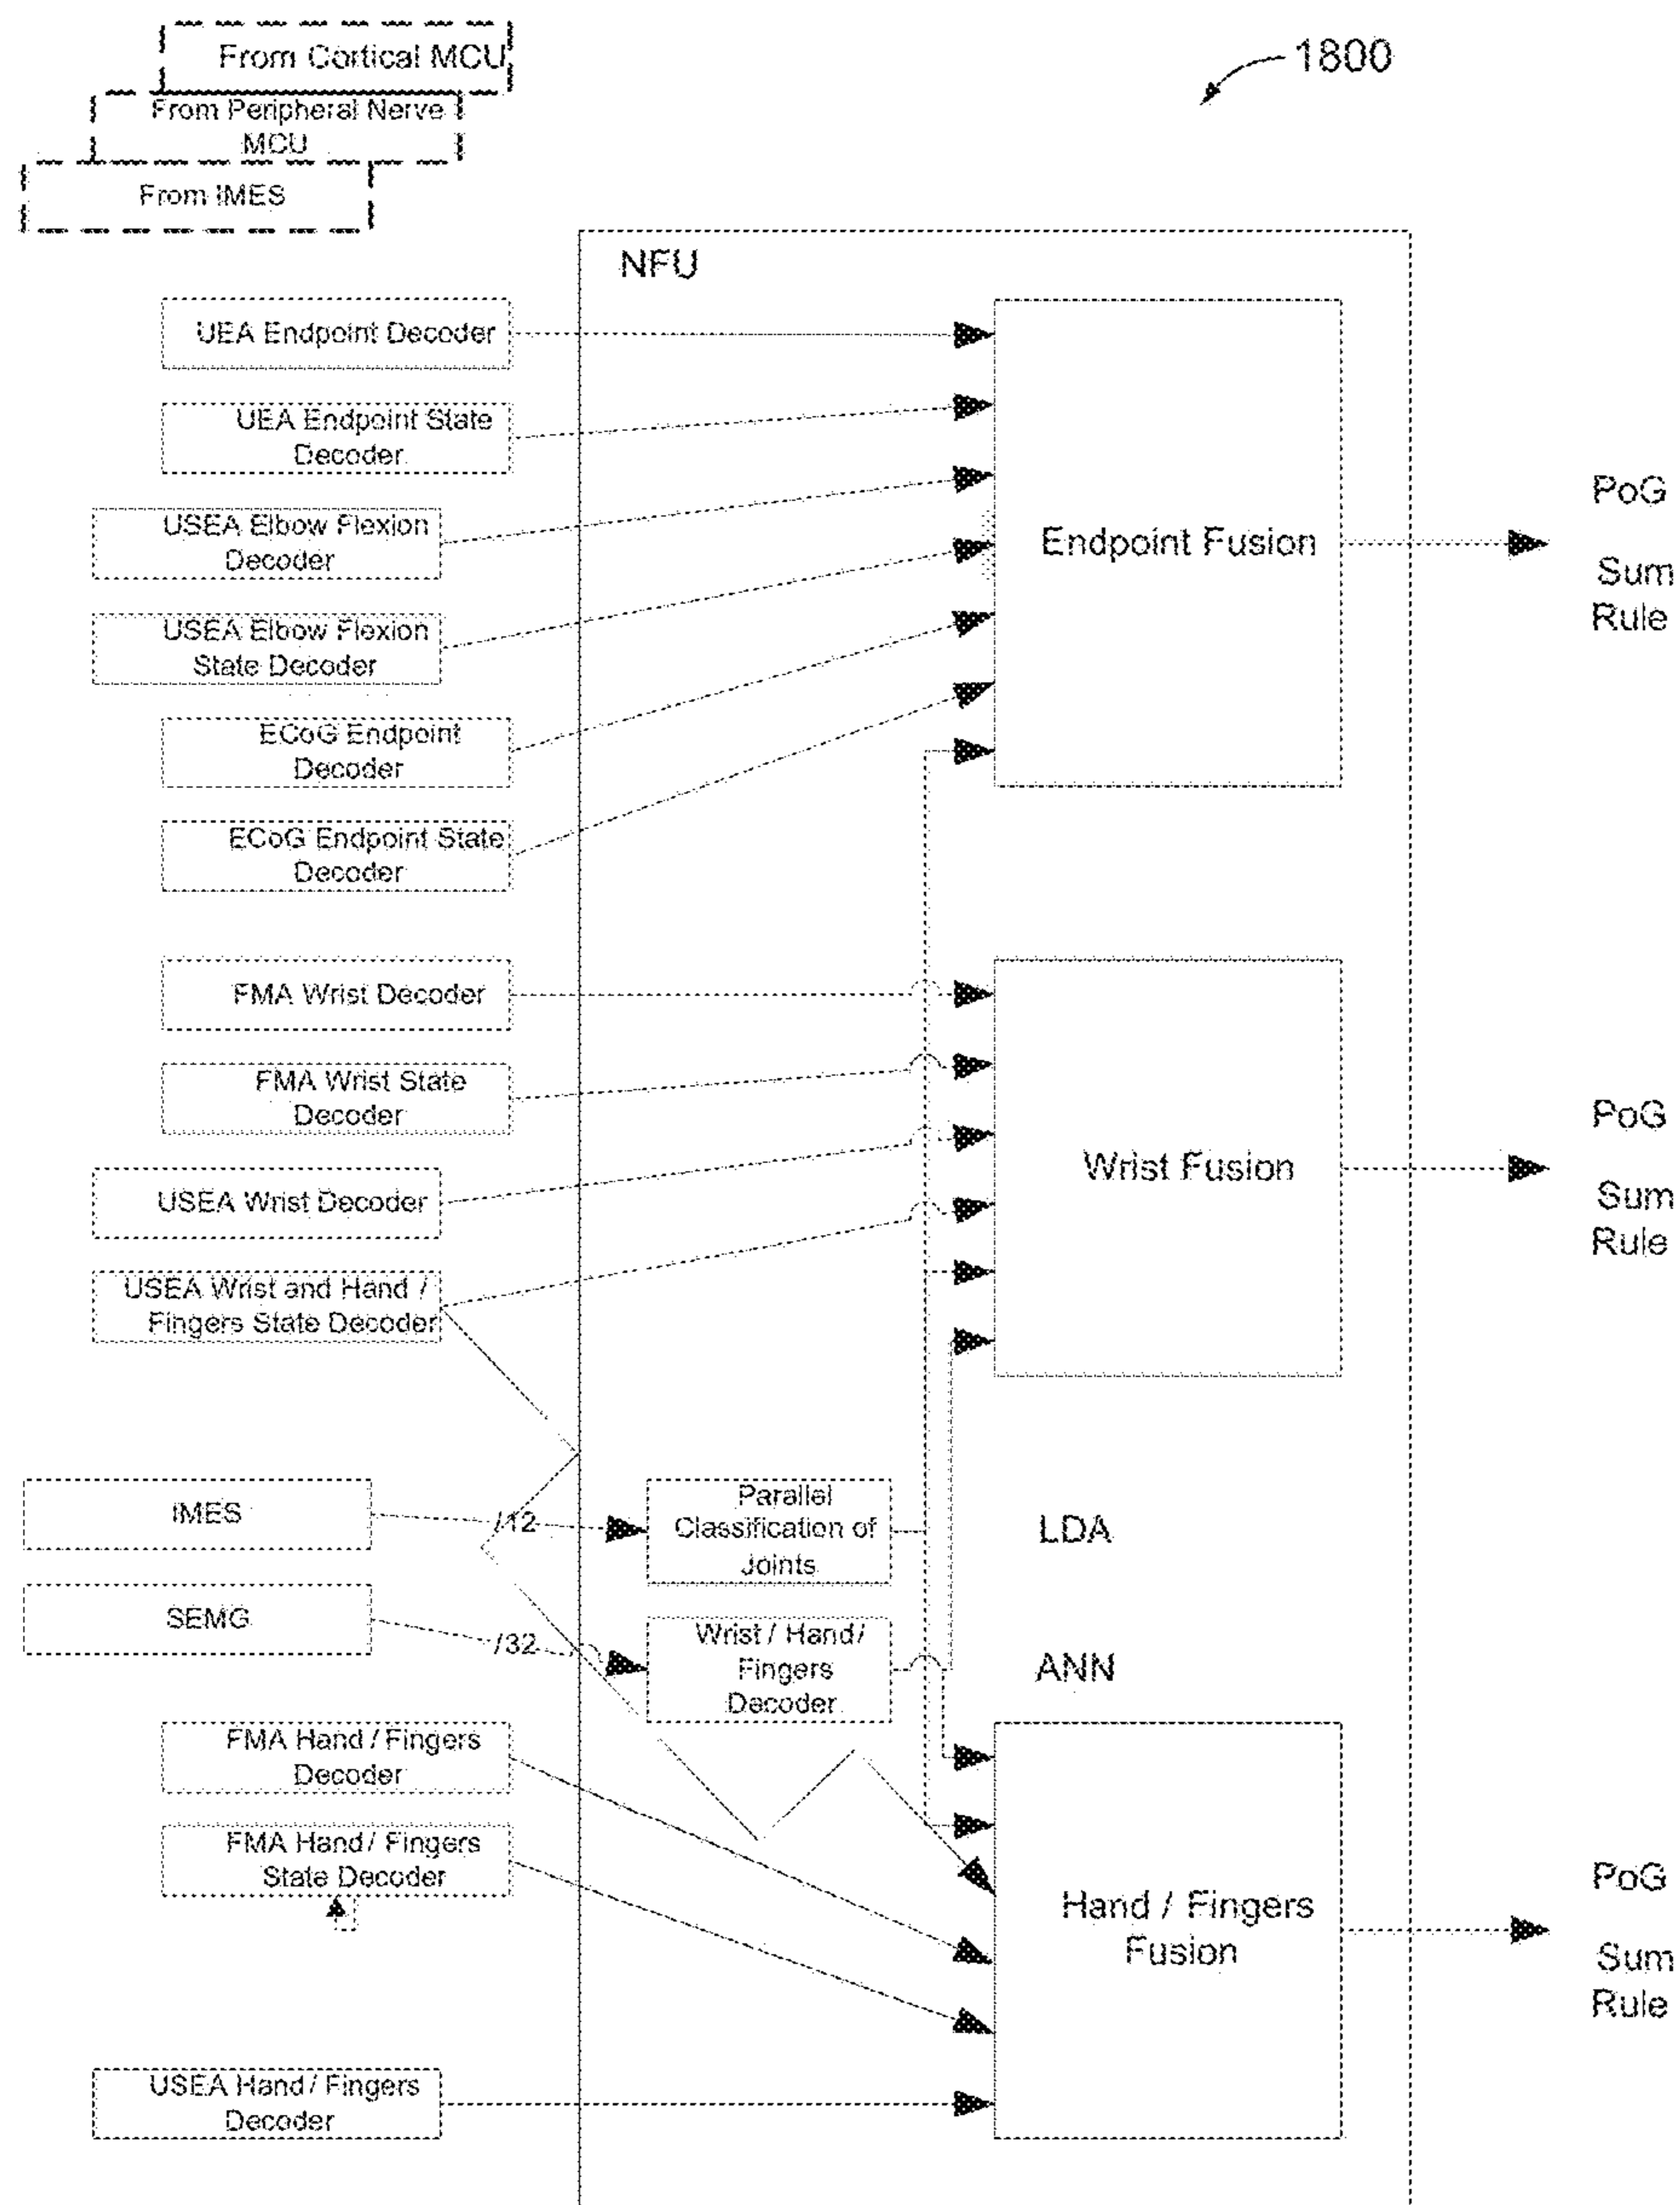 From Cortical MCU
1800
From Peripheral Nerve
MCU
From IMES
NFU
UEA Endpoint Decoder
UEA Endpoint State
Decoder
USEA Elbow Flexion
Decoder
USEA Elbow Flexion
State Decoder
ECoG Endpoint
Decoder
ECoG Endpoint State
Decoder
Endpoint Fusion
PoG
Sum
Rule
FMA Wrist Decoder
FMA Wrist State
Decoder
USEA Wrist Decoder
USEA Wrist and Hand /
Fingers State Decoder
Wrist Fusion
PoG
Sum
Rule
IMES
/12
Parallel
Classification of
Joints
LDA
SEMG
/32
Wrist / Hand /
Fingers
Decoder
ANN
FMA Hand / Fingers
Decoder
FMA Hand / Fingers
State Decoder
USEA Hand / Fingers
Decoder
Hand / Fingers
Fusion
PoG
Sum
Rule